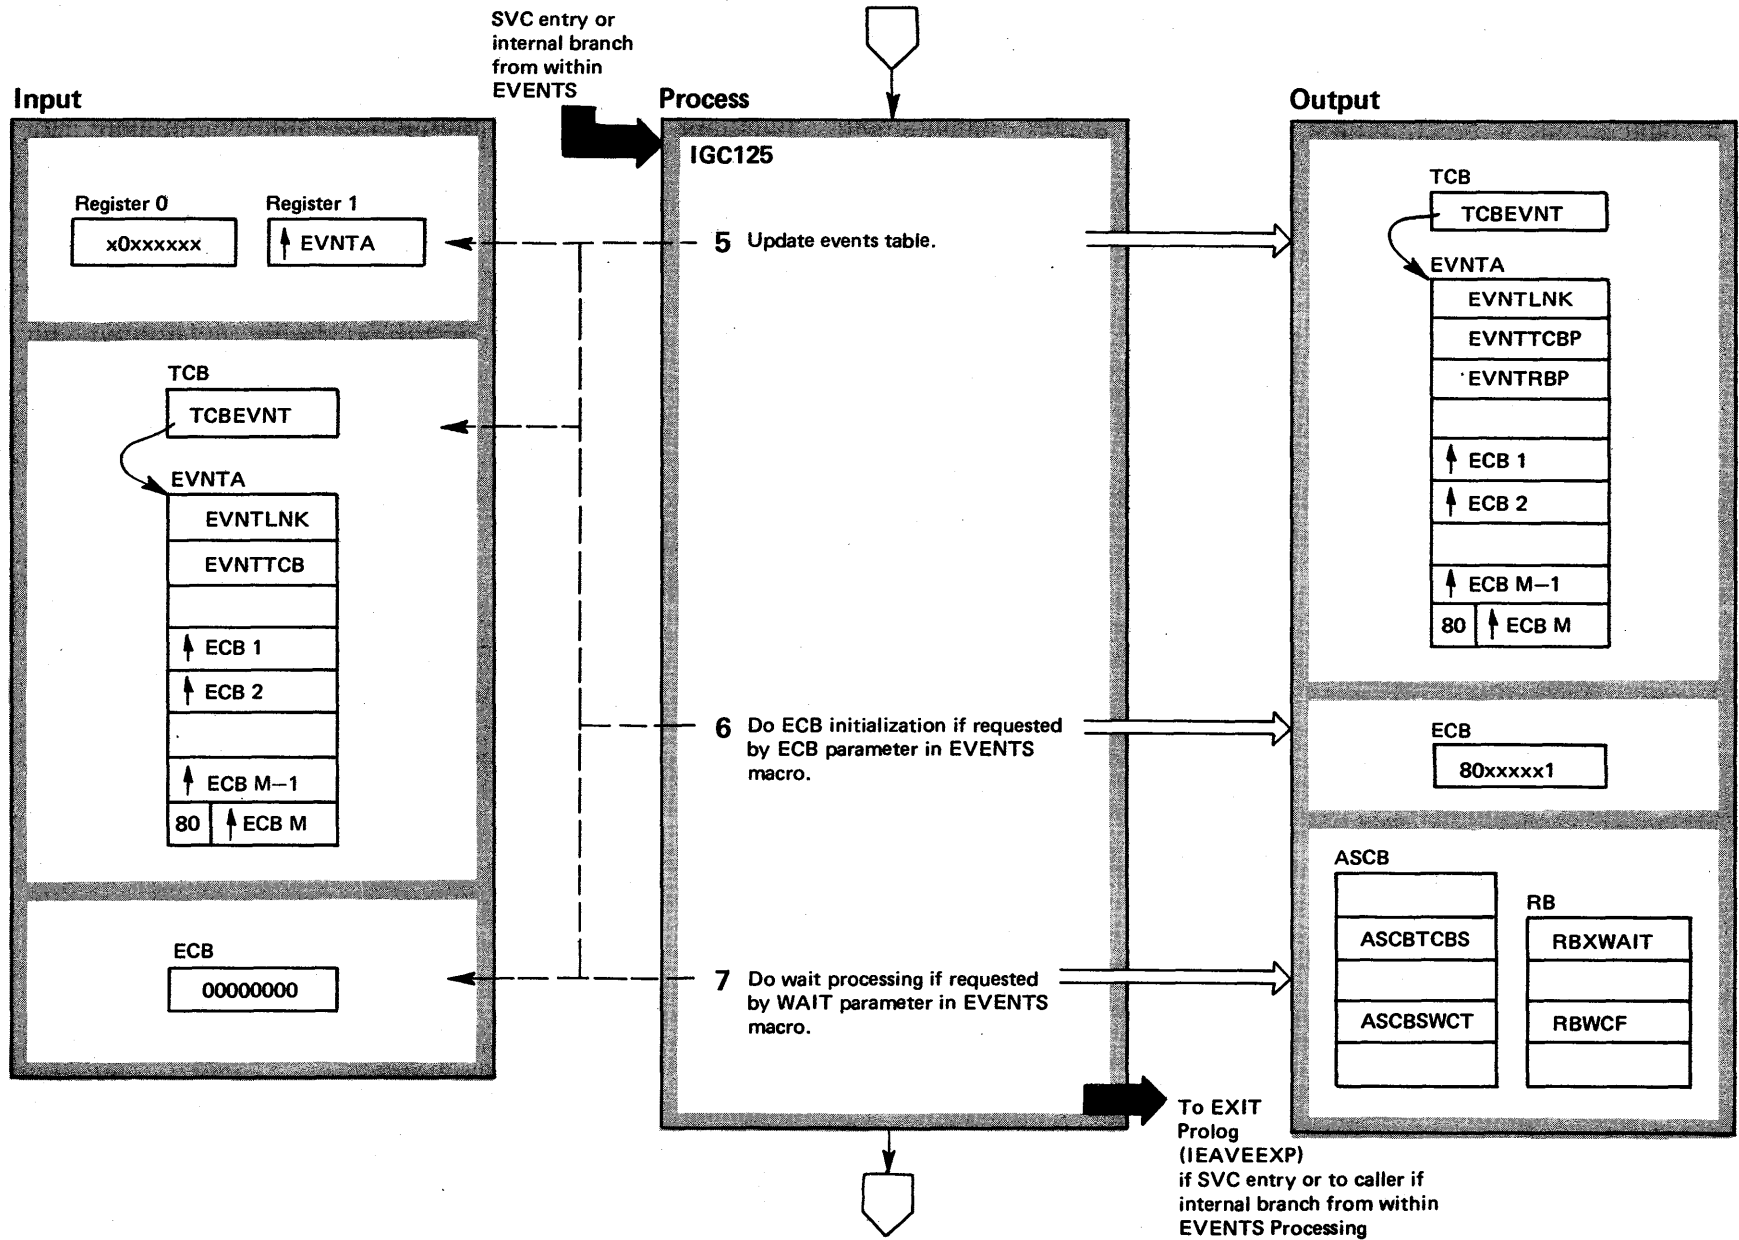 SVC entry or
internal branch
from within
EVENTS
Input
Register 0
x0xxxxxx
Register 1
EVNTA
TCB
TCBEVNT
EVNTA
EVNTLNK
EVNTTCB
ECB 1
ECB 2
ECB M–1
80
ECB M
ECB
00000000
Process
IGC125
5 Update events table.
6 Do ECB initialization if requested
by ECB parameter in EVENTS
macro.
7 Do wait processing if requested
by WAIT parameter in EVENTS
macro.
To EXIT
Prolog
(IEAVEEXP)
if SVC entry or to caller if
internal branch from within
EVENTS Processing
Output
TCB
TCBEVNT
EVNTA
EVNTLNK
EVNTTCBP
EVNTRBP
ECB 1
ECB 2
ECB M–1
80
ECB M
ECB
80xxxxx1
ASCB
ASCBTCBS
ASCBSWCT
RB
RBXWAIT
RBWCF